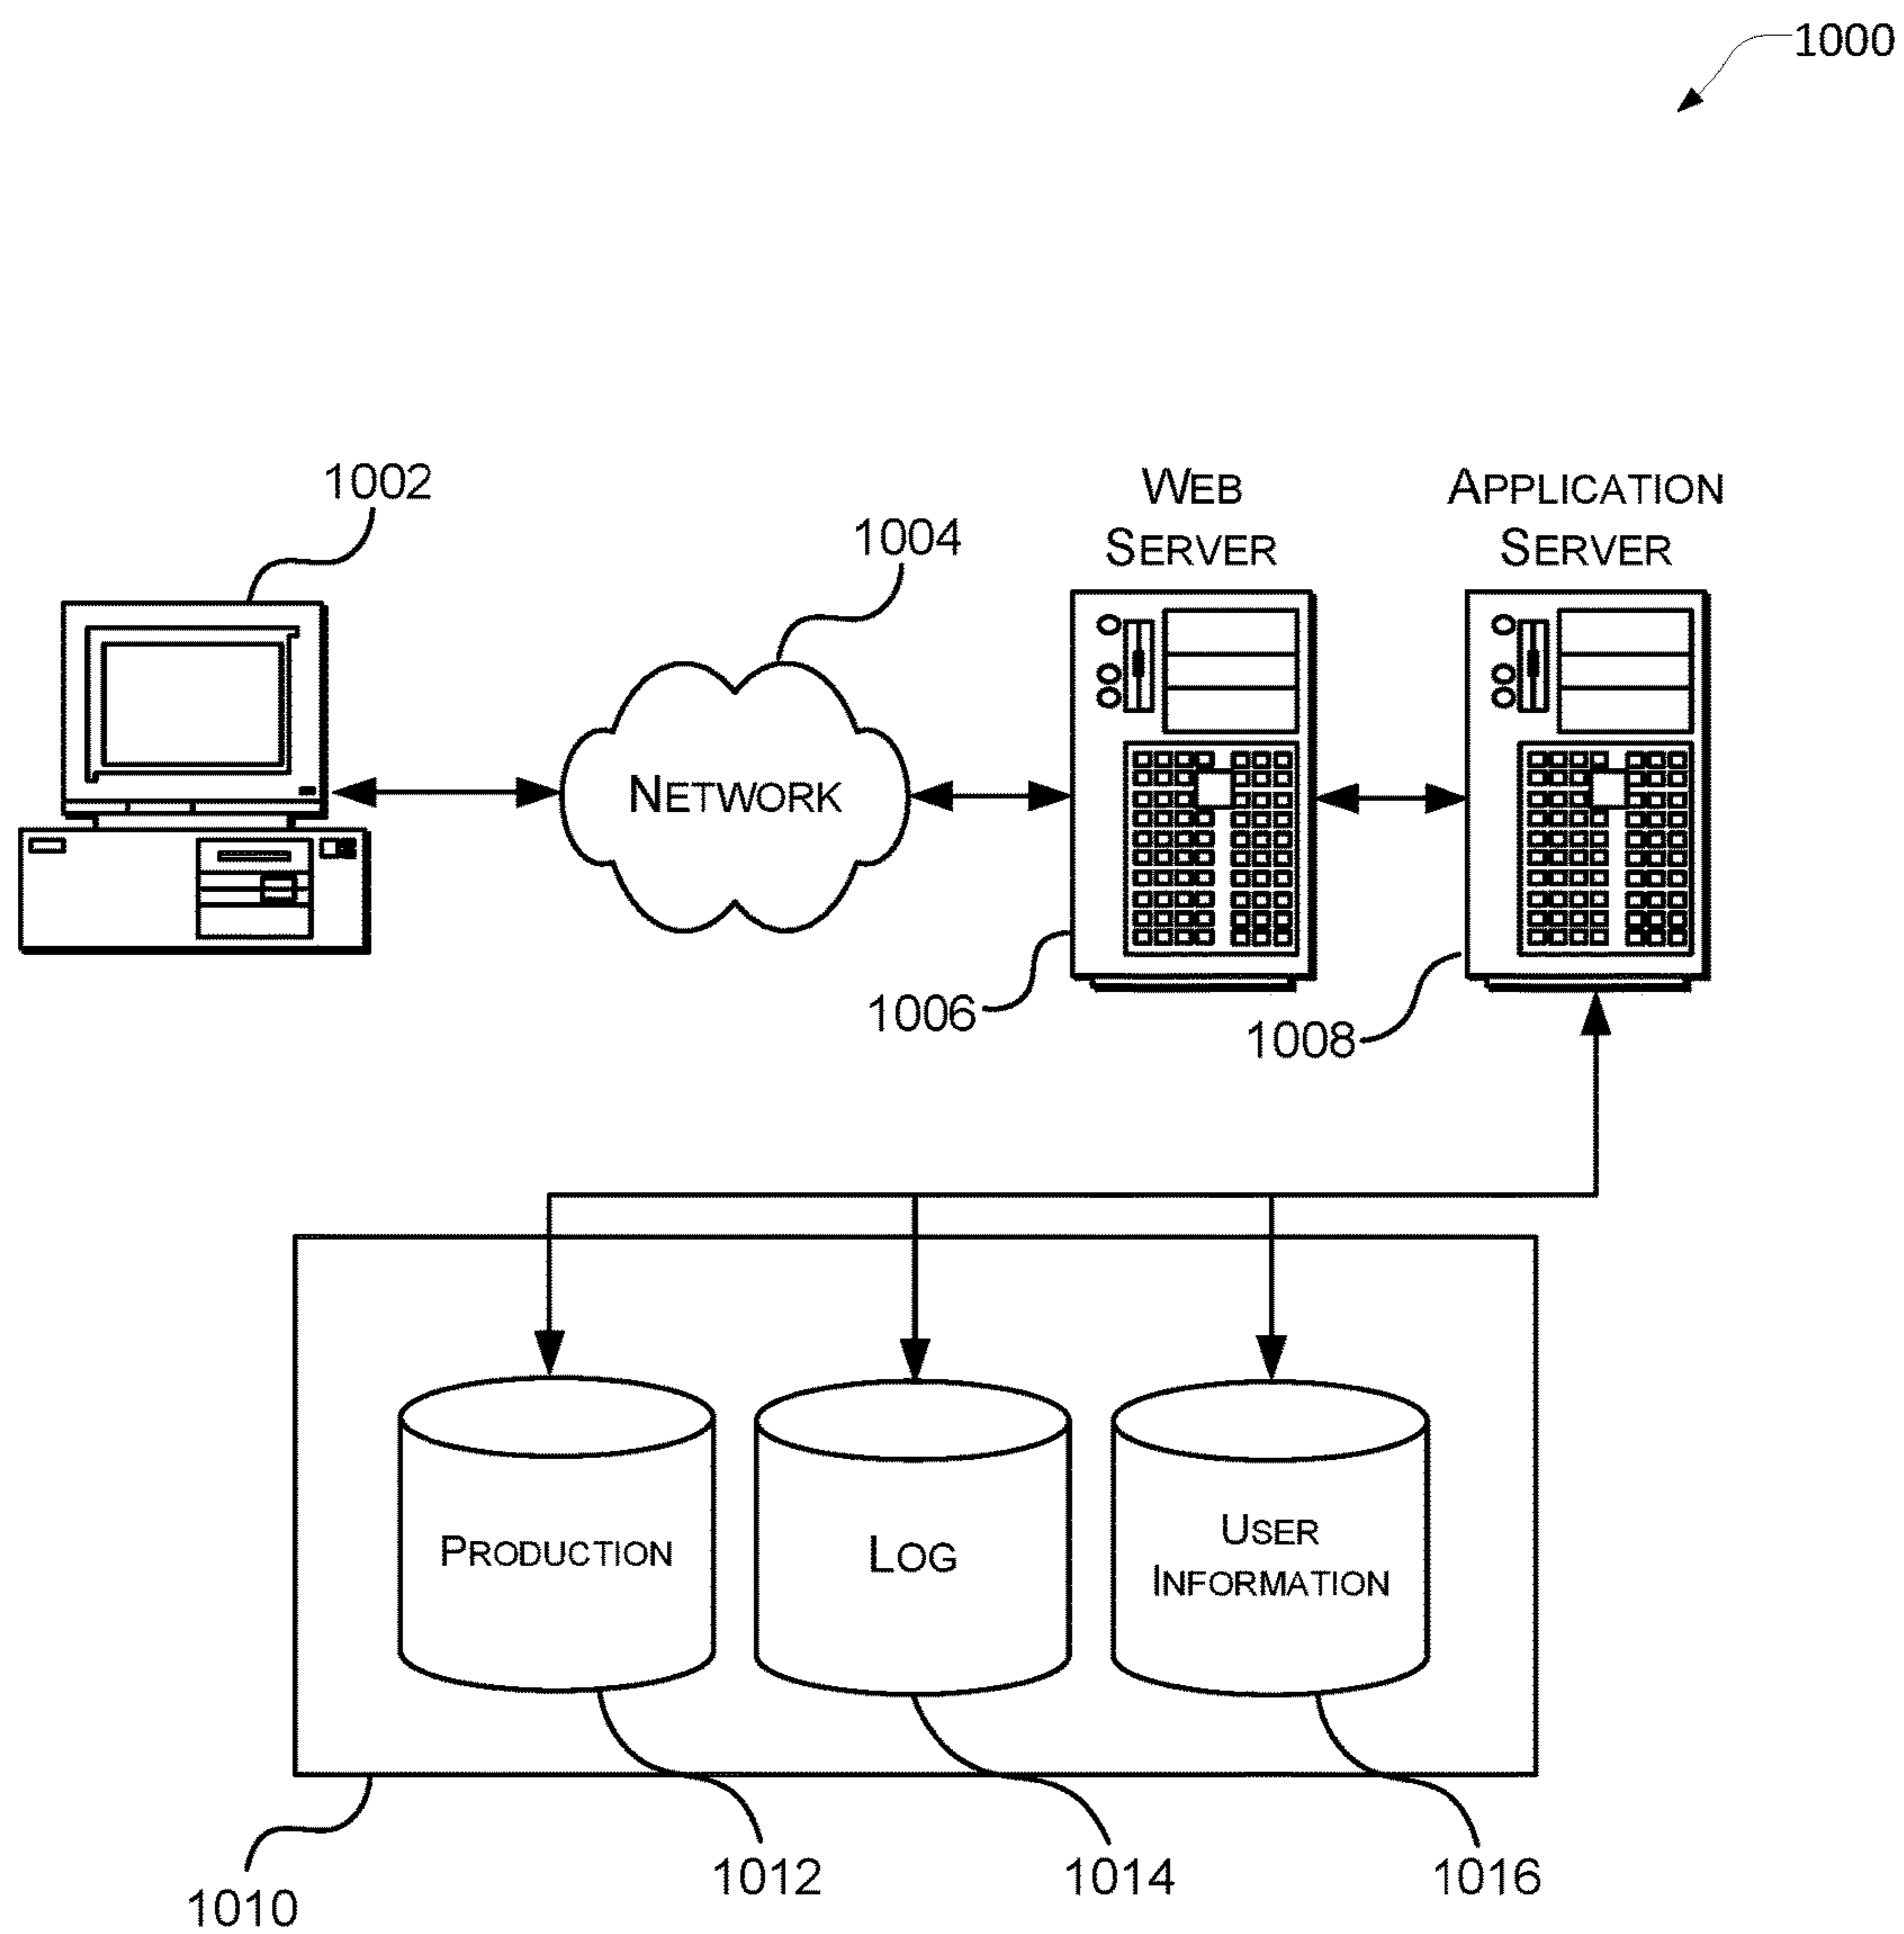 1000
1002
1004
WEB
SERVER
APPLICATION
SERVER
NETWORK
1006
1008
PRODUCTION
LOG
USER
INFORMATION
1010
1012
1014
1016